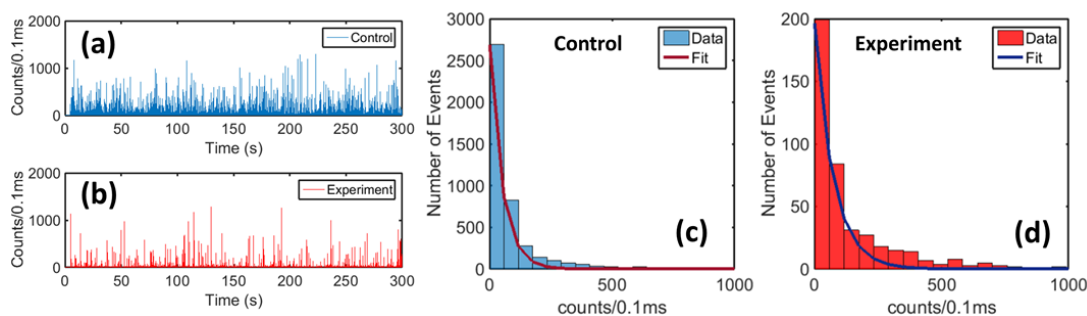 (a)
Control
Counts/0.1ms
2000
1000
0
0 50 100 150 200 250 300
Time (s)
(b)
Experiment
Counts/0.1ms
2000
1000
0
0 50 100 150 200 250 300
Time (s)
Control
Data
Fit
Number of Events
3000
2500
2000
1500
1000
500
0
(c)
0 500 1000
counts/0.1ms
Experiment
Data
Fit
Number of Events
200
150
100
50
0
(d)
0 500 1000
counts/0.1ms